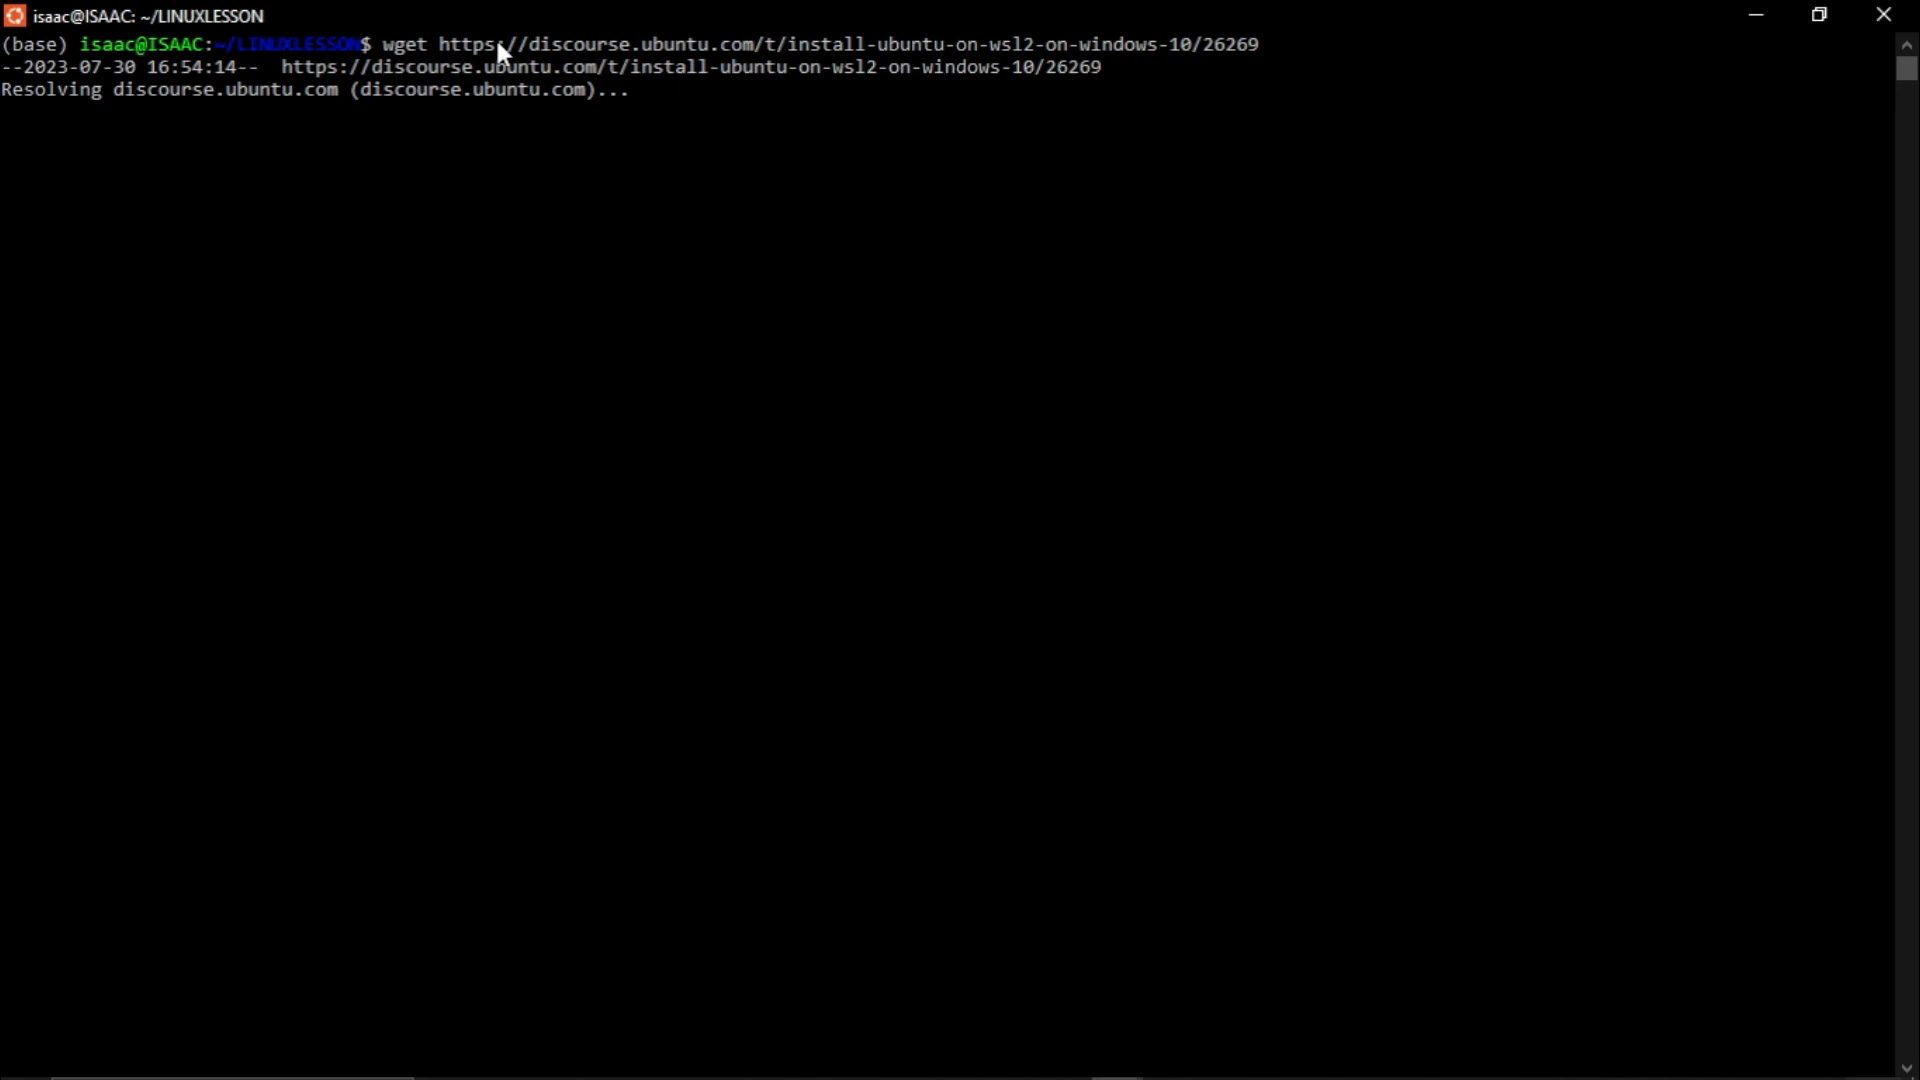 isaac@ISAAC: ~/LINUXLESSON
(base) isaac@ISAAC:~/LINUXLESSON$ wget https://discourse.ubuntu.com/t/install-ubuntu-on-wsl2-on-windows-10/26269
--2023-07-30 16:54:14--  https://discourse.ubuntu.com/t/install-ubuntu-on-wsl2-on-windows-10/26269
Resolving discourse.ubuntu.com (discourse.ubuntu.com)...